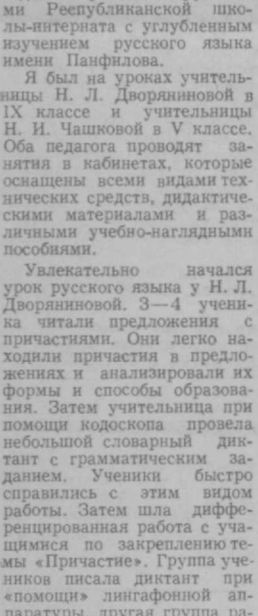 ми Республиканской шко-
лы-интерната с углубленным
изучением русского языка
имени Панфилова.
Я был на уроках учитель-
ницы Н. Л. Дворяниновой в
IX классе и учительницы
Н. И. Чашковой в V классе.
Оба педагога проводят за-
нятия в кабинетах, которые
оснащены всеми видами тех-
нических средств, дидактиче-
скими материалами и раз-
личными учебно-наглядными
пособиями.
Увлекательно начался
урок русского языка у Н. Л.
Дворяниновой. 3—4 учени-
ка читали предложения с
причастиями. Они легко на-
ходили причастия в предло-
жениях и анализировали их
формы и способы образова-
ния. Затем учительница при
помощи кодоскопа провела
небольшой словарный дик-
тант с грамматическим за-
данием. Ученики быстро
справились с этим видом
работы. Затем шла диффе-
ренцированная работа с уча-
щимися по закреплению те-
мы «Причастие». Группа уче-
ников писала диктант при
«помощи» лингафонной ап-
паратуры, другая группа ра-